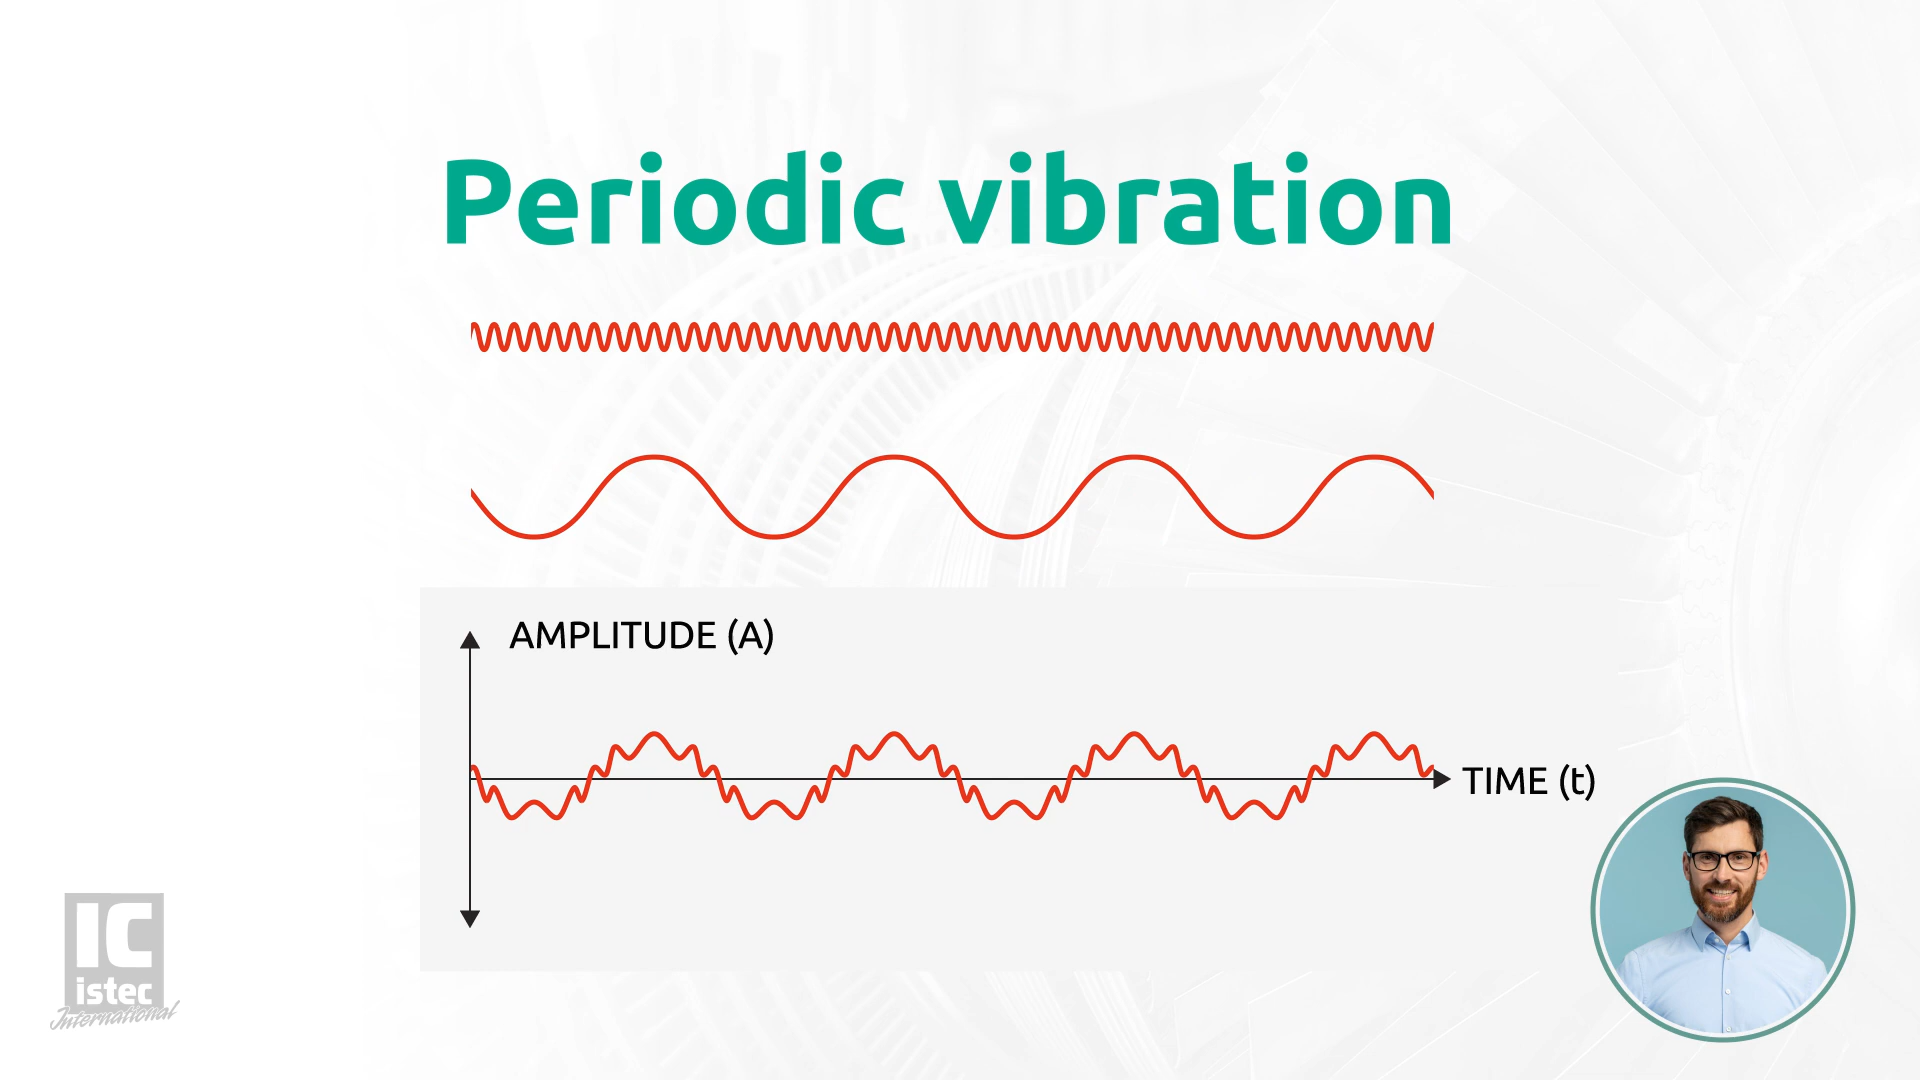 Periodic vibration
AMPLITUDE (A)
TIME (t)
IC
istec
International